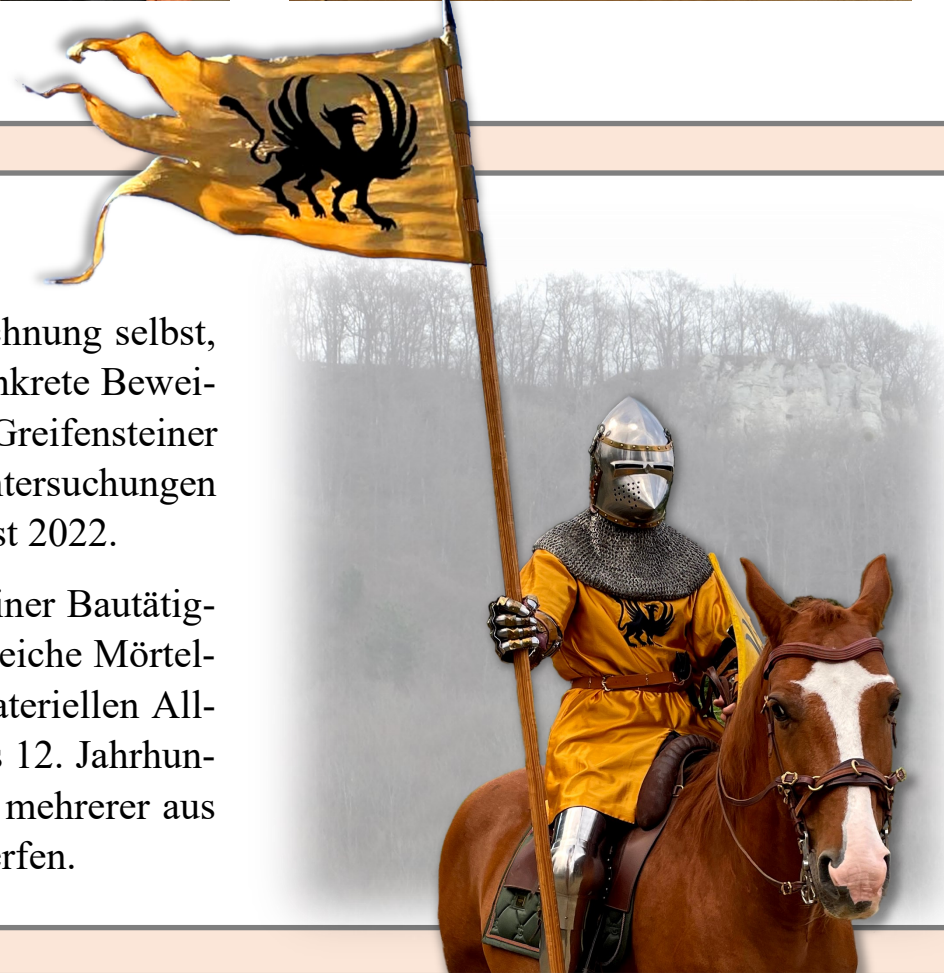 hnung selbst,
nkrete Bewei-
Greifensteiner
ntersuchungen
st 2022.
iner Bautätig-
eiche Mörtel-
ateriellen All-
s 12. Jahrhun-
mehrerer aus
erfen.